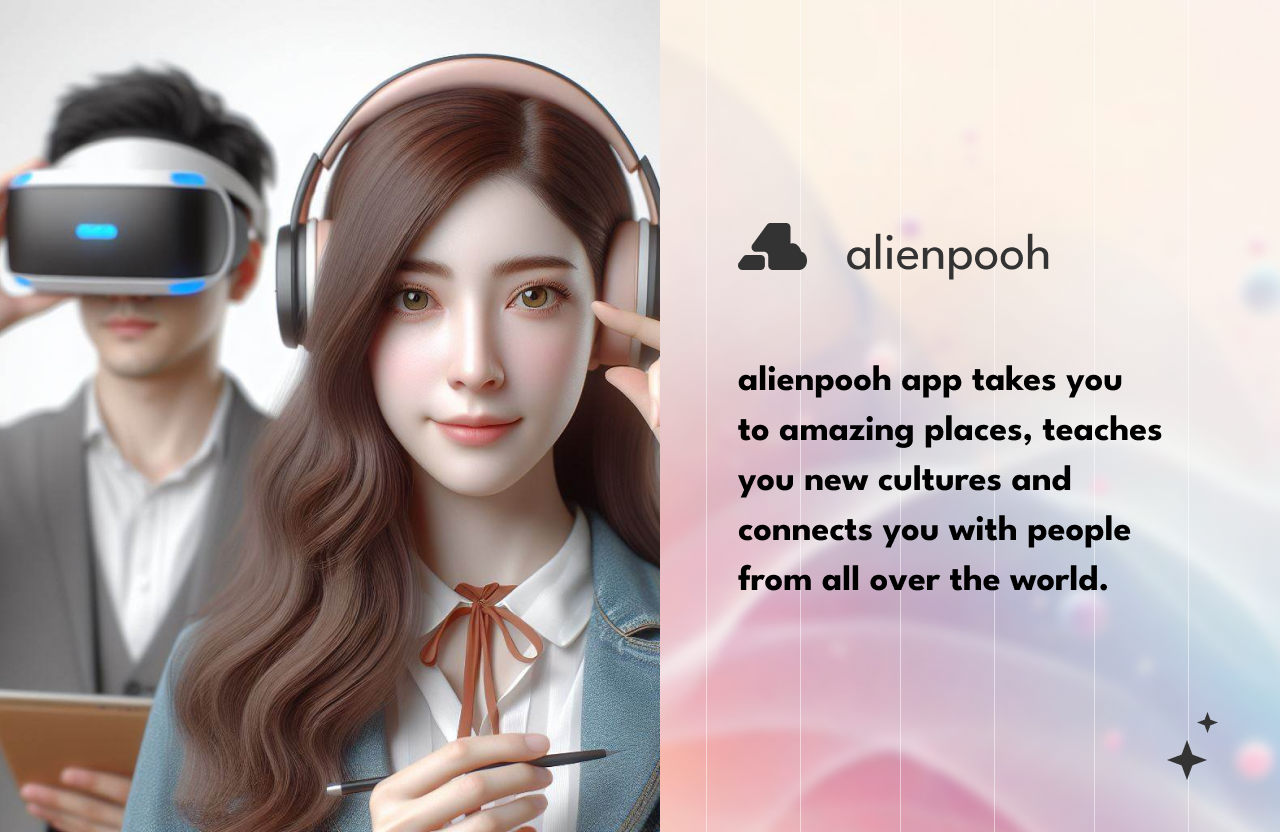 alienpooh
alienpooh app takes you
to amazing places, teaches
you new cultures and
connects you with people
from all over the world.